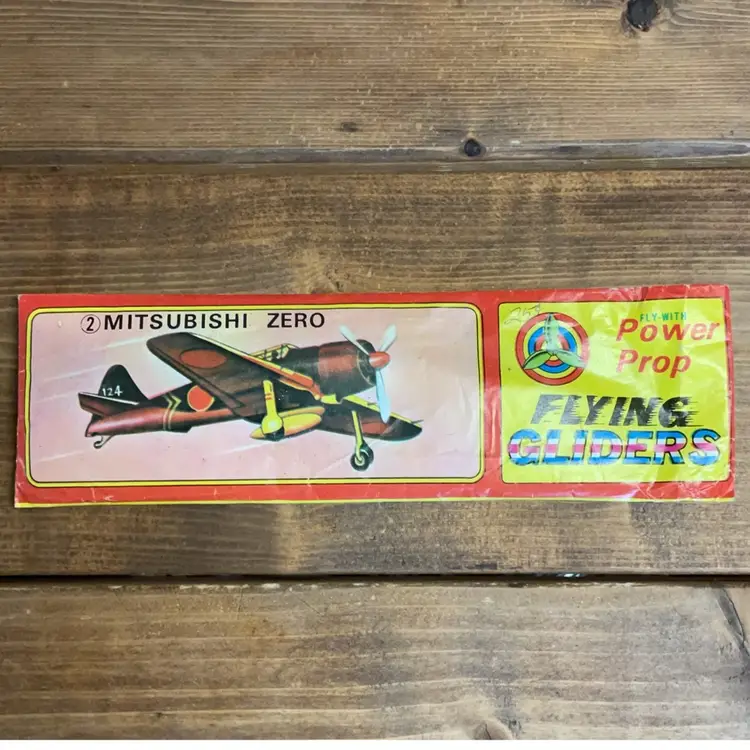 ② MITSUBISHI ZERO
124
FLY-WITH
Power
Prop
FLYING
GLIDERS